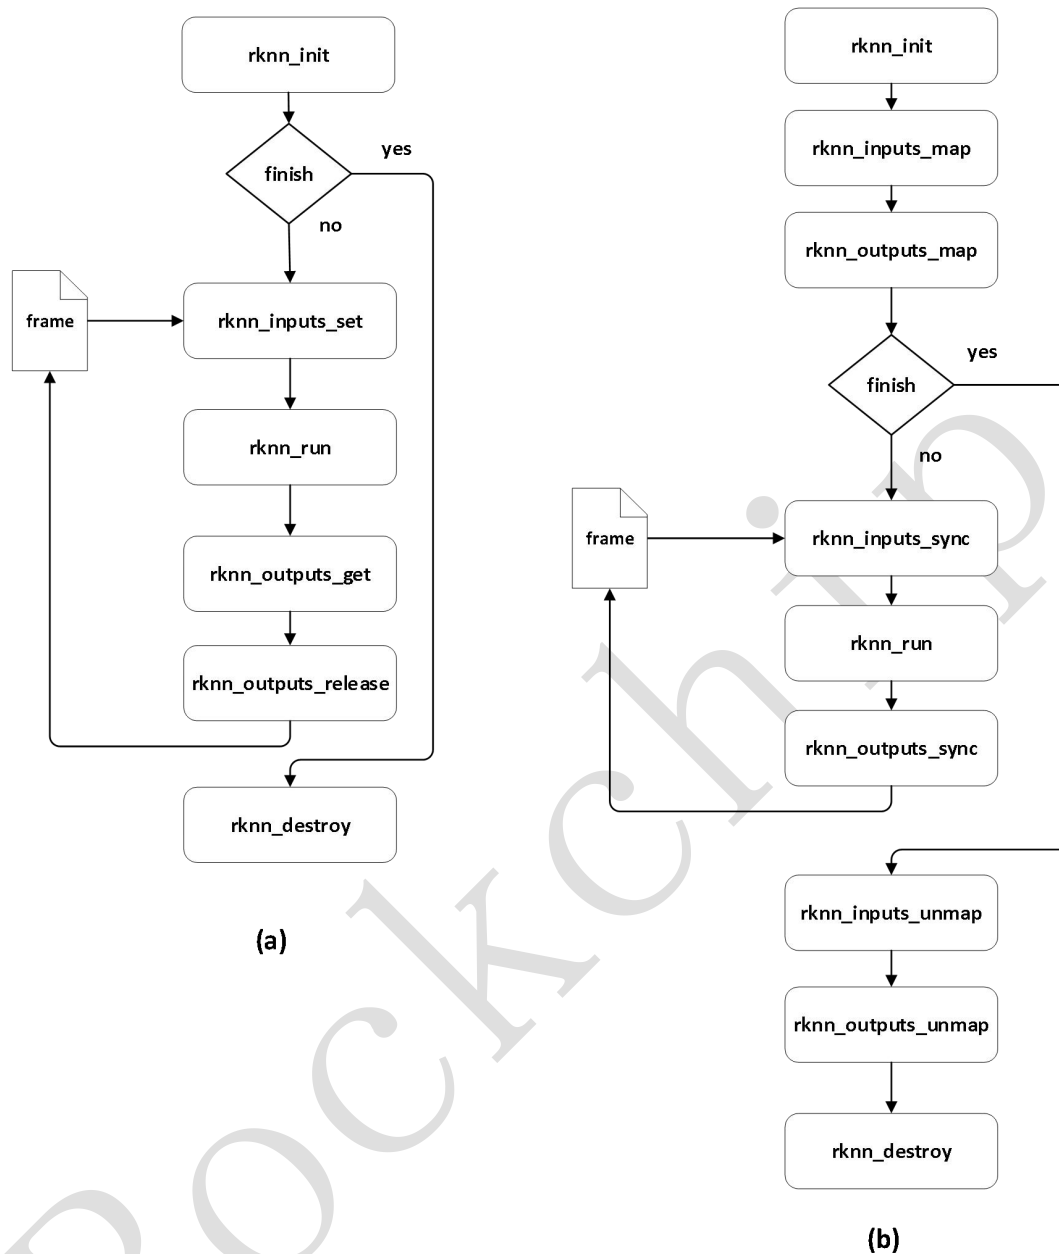 rknn_init
finish
yes
no
frame
rknn_inputs_set
rknn_run
rknn_outputs_get
rknn_outputs_release
rknn_destroy
(a)
rknn_init
rknn_inputs_map
rknn_outputs_map
yes
finish
no
frame
rknn_inputs_sync
rknn_run
rknn_outputs_sync
rknn_inputs_unmap
rknn_outputs_unmap
rknn_destroy
(b)
Rockchip